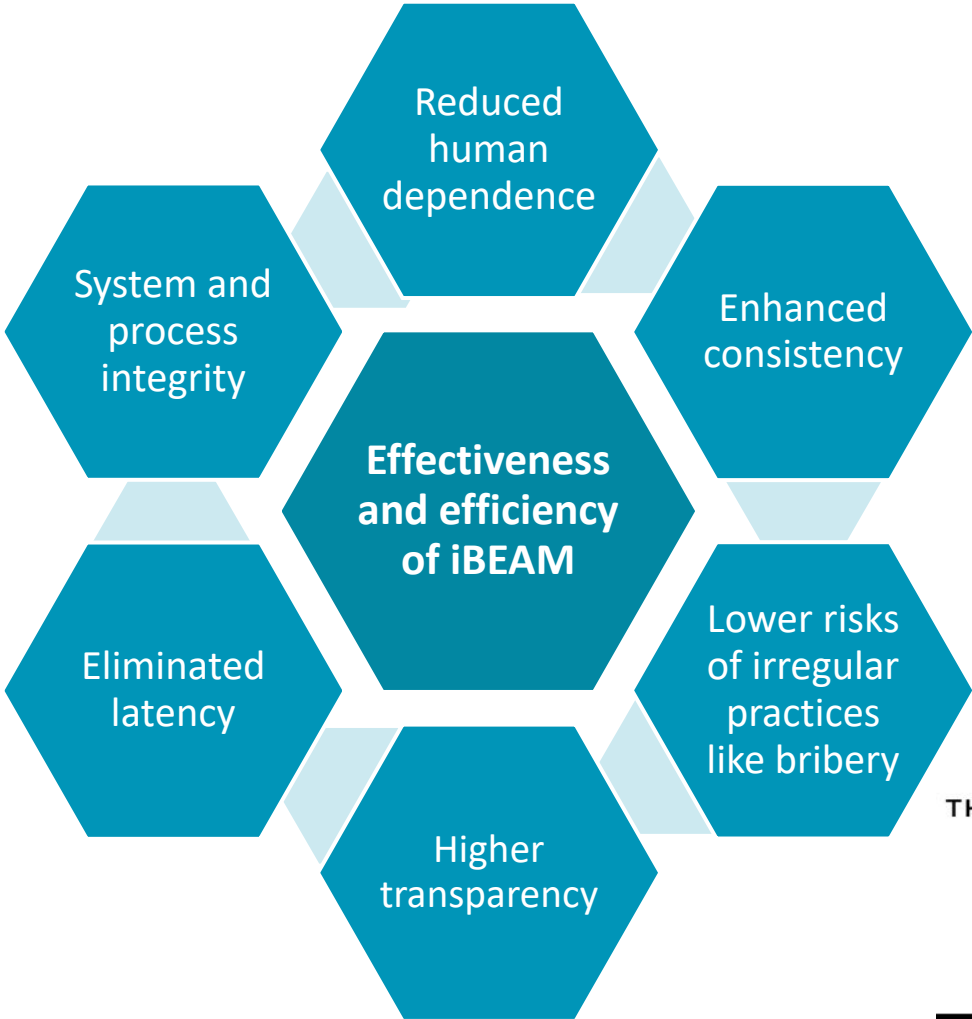 Reduced
human
dependence
System and
process
integrity
Enhanced
consistency
Effectiveness
and efficiency
of iBEAM
Eliminated
latency
Lower risks
of irregular
practices
like bribery
Higher
transparency